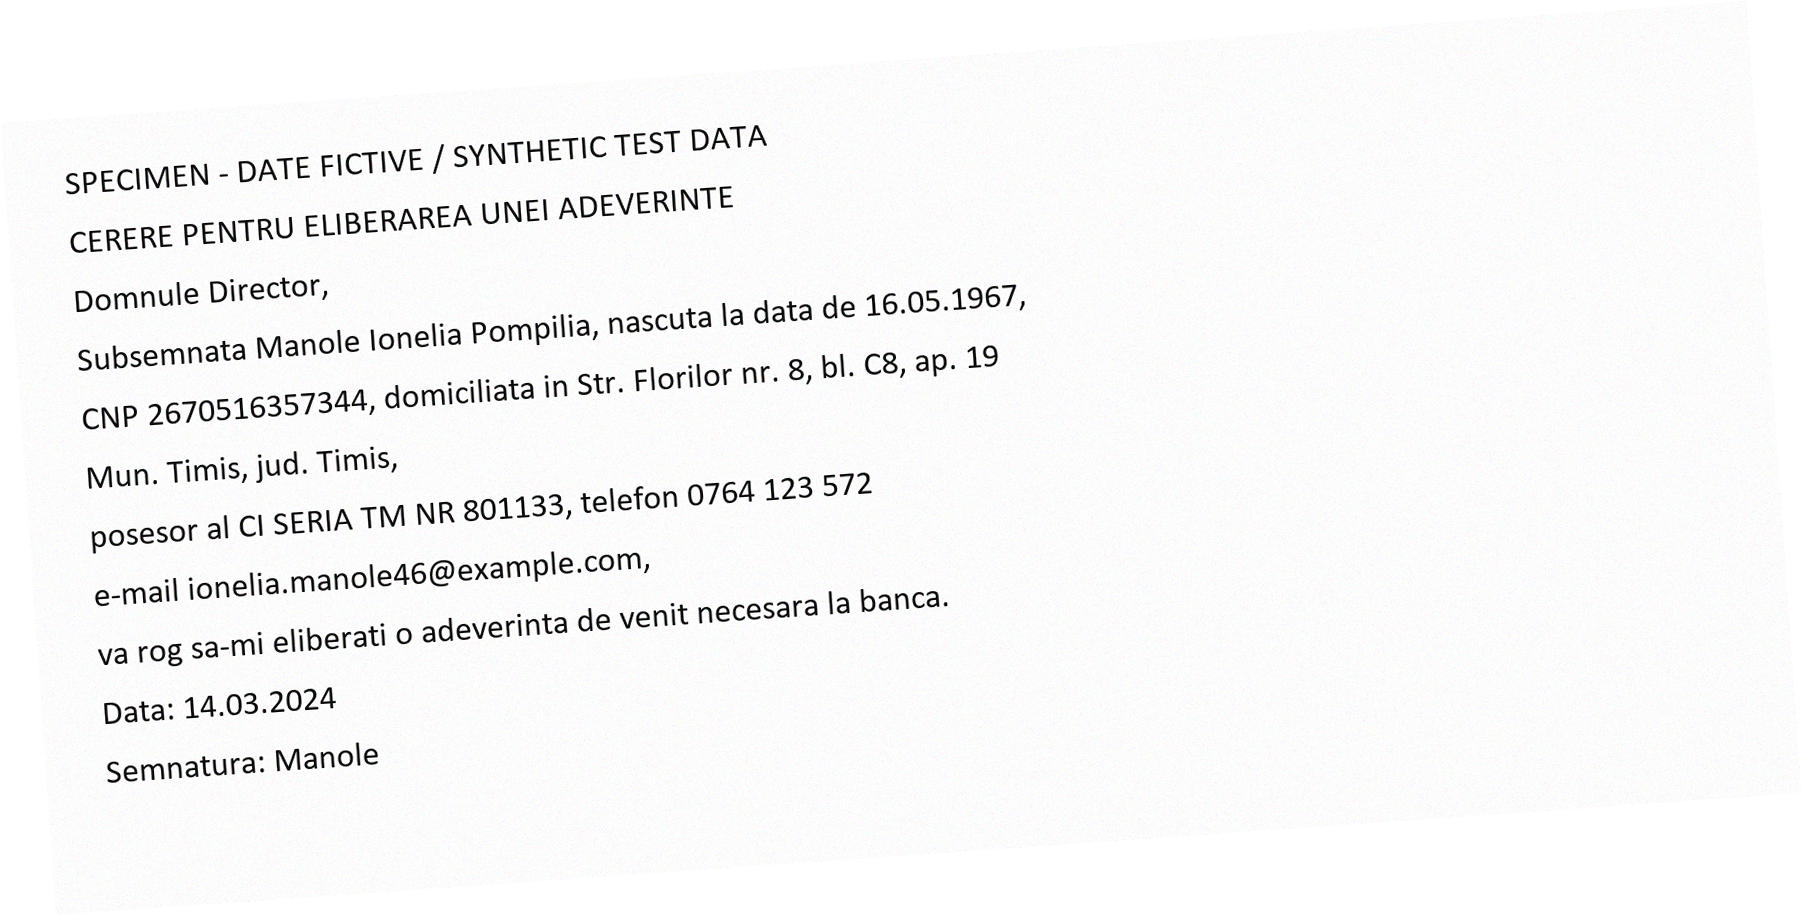 SPECIMEN - DATE FICTIVE / SYNTHETIC TEST DATA
CERERE PENTRU ELIBERAREA UNEI ADEVERINTE
Domnule Director,
Subsemnata Manole Ionelia Pompilia, nascuta la data de 16.05.1967,
CNP 2670516357344, domiciliata in Str. Florilor nr. 8, bl. C8, ap. 19
Mun. Timis, jud. Timis,
posesor al CI SERIA TM NR 801133, telefon 0764 123 572
e-mail ionelia.manole46@example.com,
va rog sa-mi eliberati o adeverinta de venit necesara la banca.
Data: 14.03.2024
Semnatura: Manole